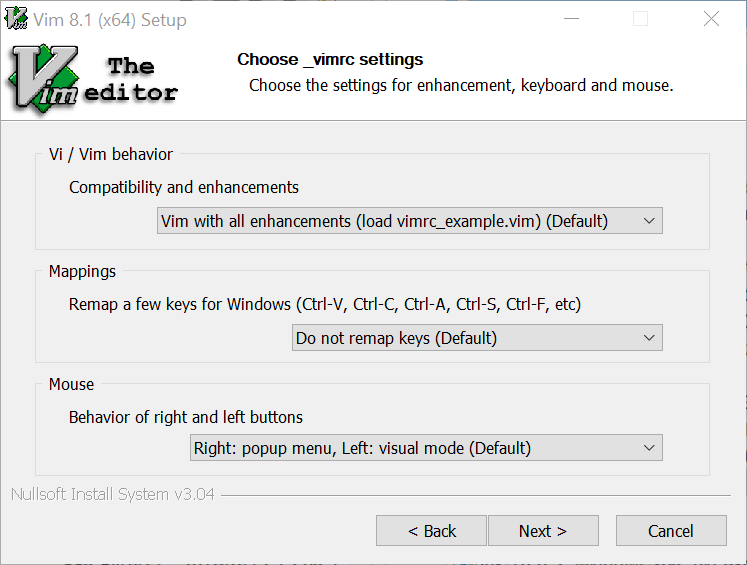 Vim 8.1 (x64) Setup
Vim The editor
Choose _vimrc settings
Choose the settings for enhancement, keyboard and mouse.
Vi / Vim behavior
Compatibility and enhancements
Vim with all enhancements (load vimrc_example.vim) (Default)
Mappings
Remap a few keys for Windows (Ctrl-V, Ctrl-C, Ctrl-A, Ctrl-S, Ctrl-F, etc)
Do not remap keys (Default)
Mouse
Behavior of right and left buttons
Right: popup menu, Left: visual mode (Default)
Nullsoft Install System v3.04
< Back
Next >
Cancel